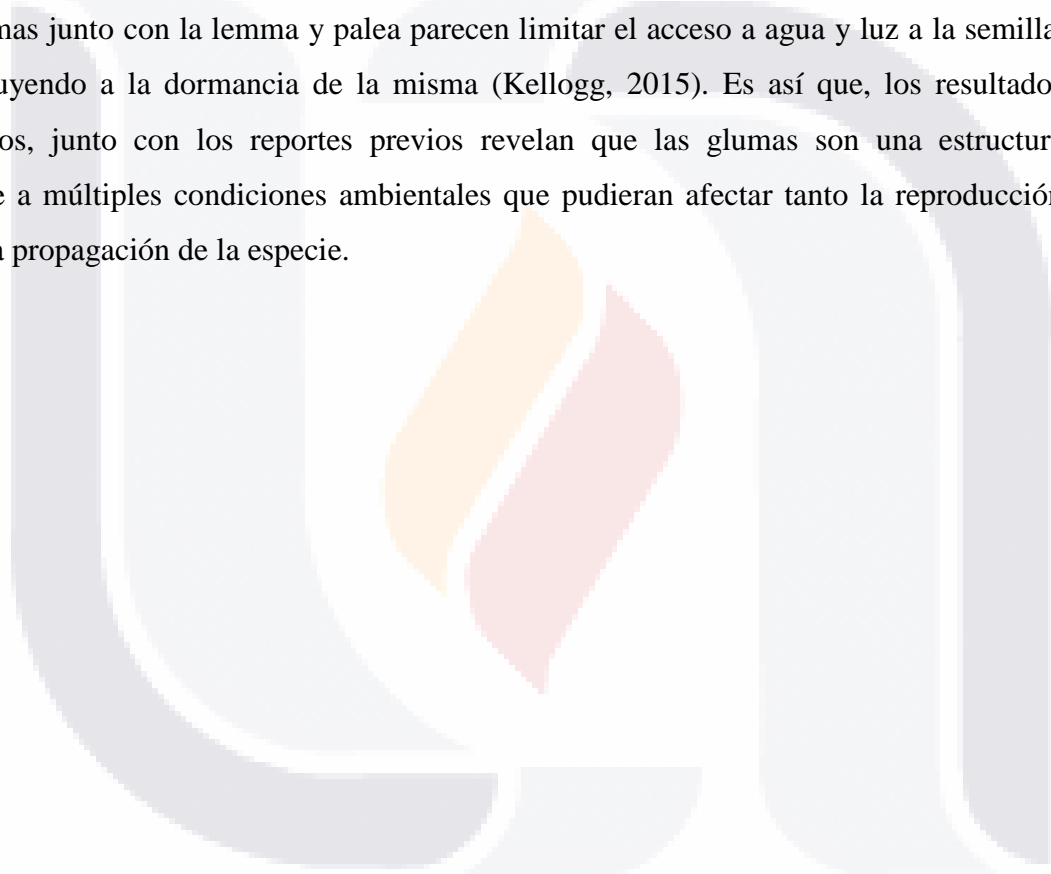 mas junto con la lemma y palea parecen limitar el acceso a agua y luz a la semilla
uyendo a la dormancia de la misma (Kellogg, 2015). Es así que, los resultado
os, junto con los reportes previos revelan que las glumas son una estructur
e a múltiples condiciones ambientales que pudieran afectar tanto la reproducción
a propagación de la especie.